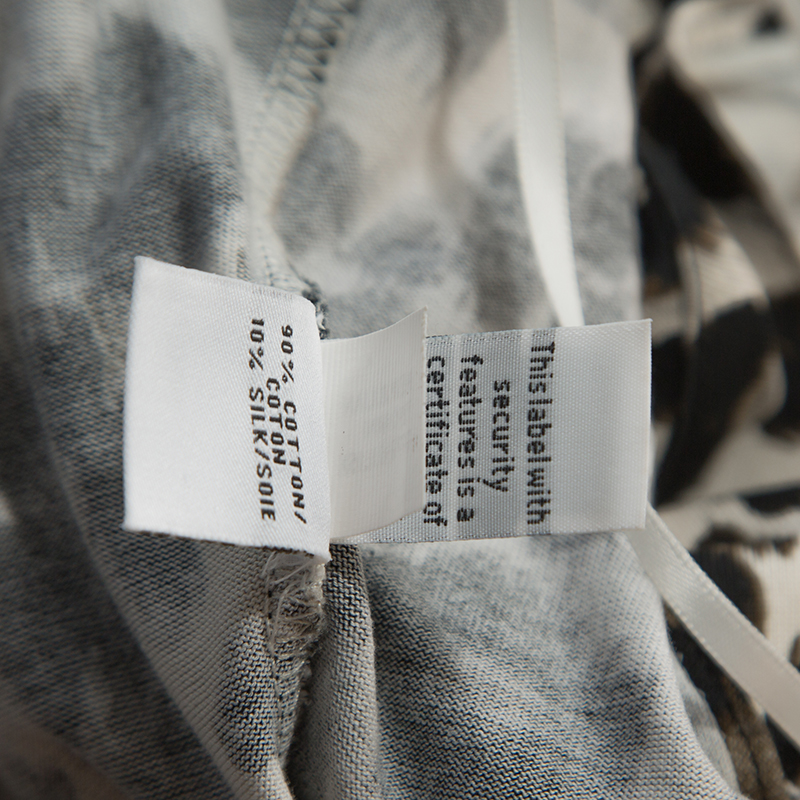 90% COTTON/
COTON
10% SILK/SOIE
This label with
security
features is a
certificate of